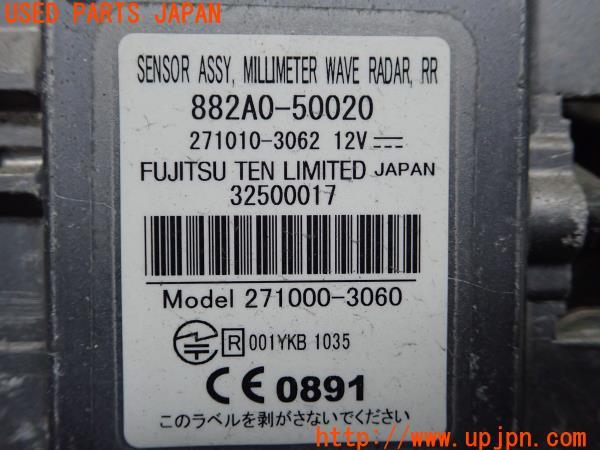 USED PARTS JAPAN
SENSOR ASSY, MILLIMETER WAVE RADAR, RR
882A0-50020
271010-3062 12V
FUJITSU TEN LIMITED JAPAN
32500017
Model 271000-3060
R 001YKB 1035
CE 0891
このラベルを剥がさないでください
www.upjpn.com